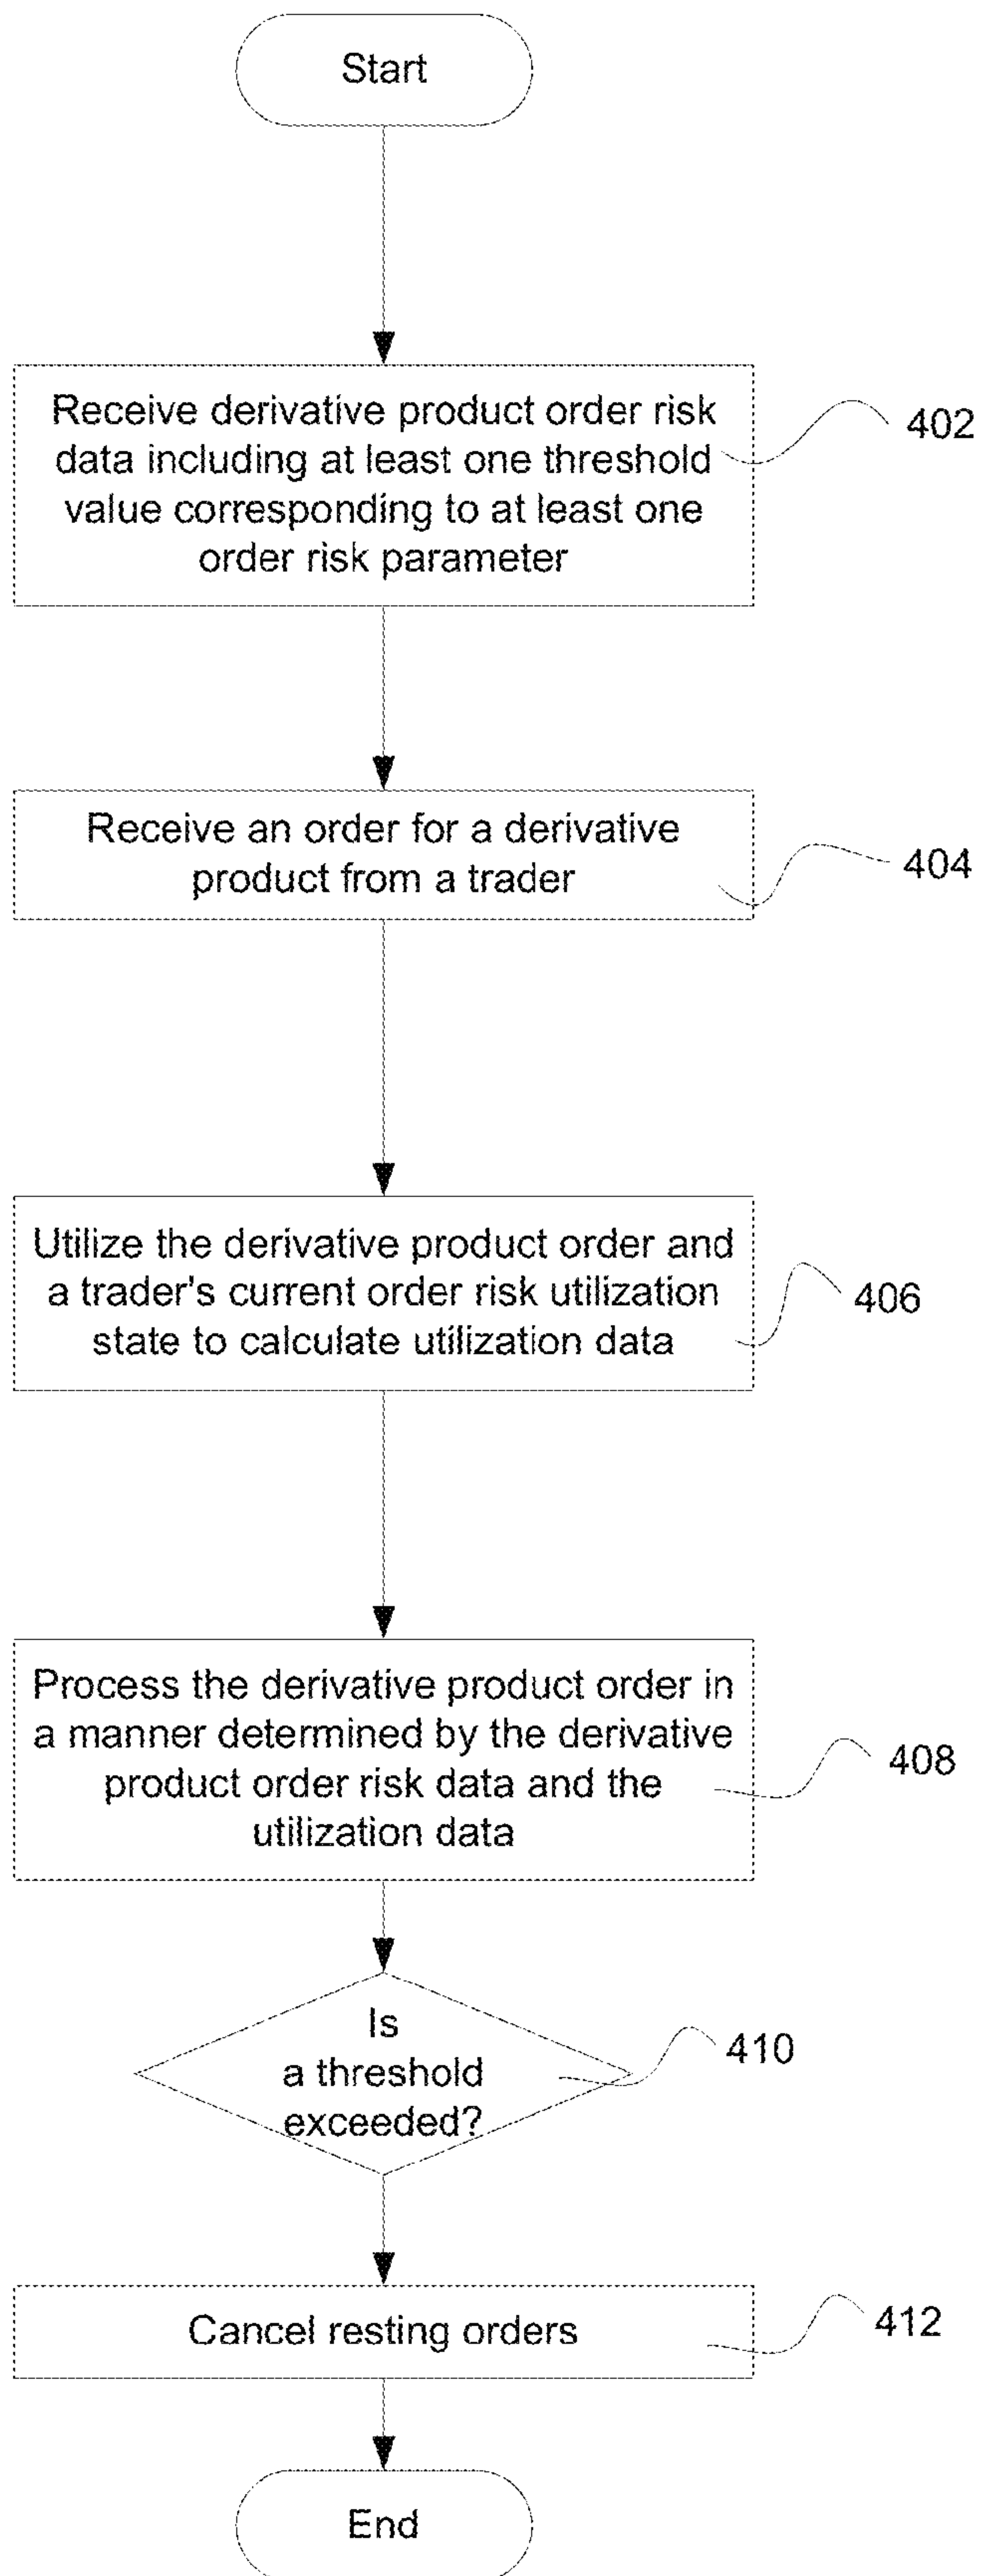 Start
Receive derivative product order risk
data including at least one threshold
value corresponding to at least one
order risk parameter
402
Receive an order for a derivative
product from a trader
404
Utilize the derivative product order and
a trader's current order risk utilization
state to calculate utilization data
406
Process the derivative product order in
a manner determined by the derivative
product order risk data and the
utilization data
408
Is
a threshold
exceeded?
410
Cancel resting orders
412
End